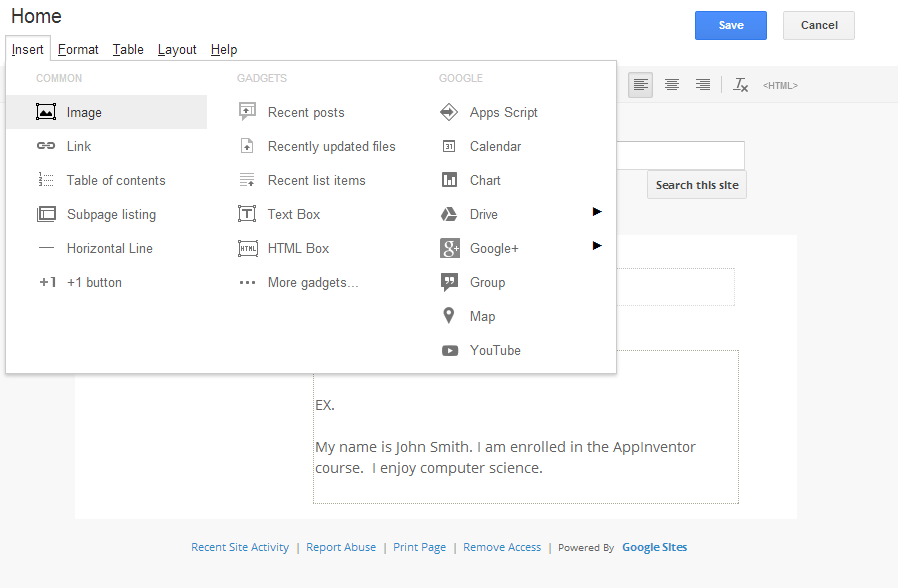 Home
Save
Cancel
Insert Format Table Layout Help
COMMON
Image
Link
Table of contents
Subpage listing
Horizontal Line
+1 +1 button
GADGETS
Recent posts
Recently updated files
Recent list items
T Text Box
HTML HTML Box
More gadgets...
GOOGLE
Apps Script
31 Calendar
Chart
Drive
g+ Google+
Group
Map
YouTube
<HTML>
Search this site
EX.
My name is John Smith. I am enrolled in the AppInventor
course.  I enjoy computer science.
Recent Site Activity | Report Abuse | Print Page | Remove Access | Powered By Google Sites